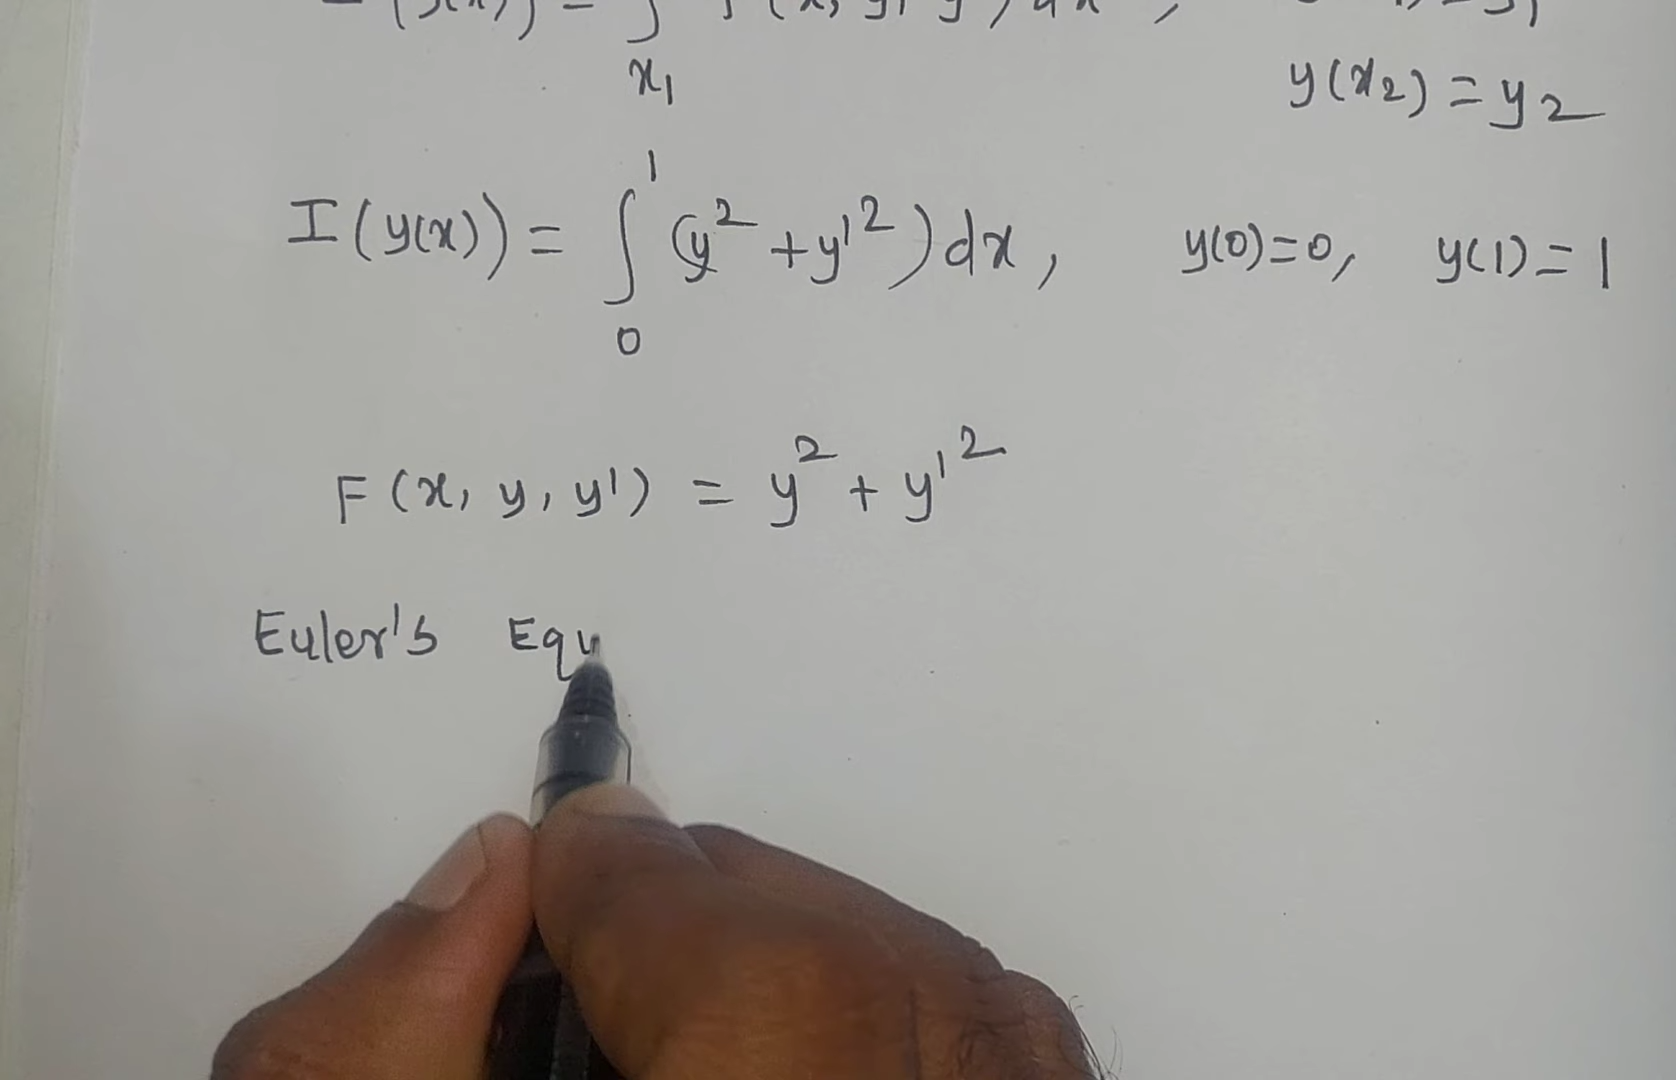 x₁
y(x₂) = y₂
I(y(x)) = ∫₀¹ (y² + y'²) dx, y(0)=0, y(1)=1
F(x, y, y') = y² + y'²
Euler's Equ